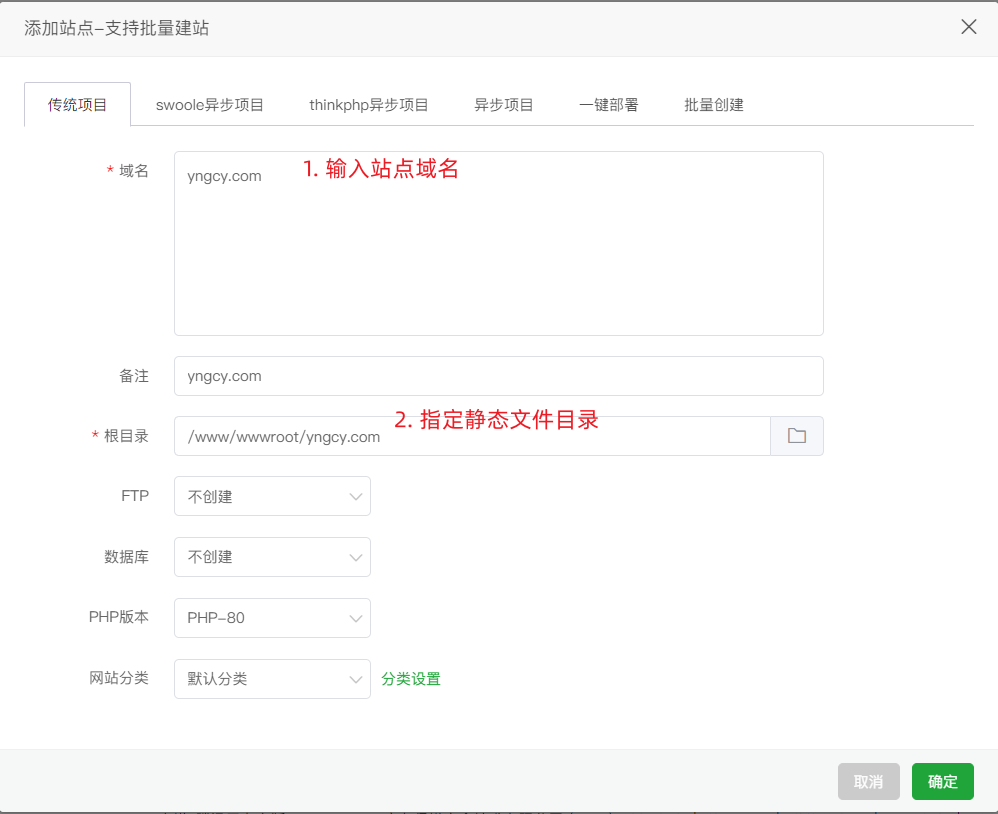 添加站点-支持批量建站
传统项目 swoole异步项目 thinkphp异步项目 异步项目 一键部署 批量创建
* 域名 yngcy.com 1. 输入站点域名
备注 yngcy.com
2. 指定静态文件目录
* 根目录 /www/wwwroot/yngcy.com
FTP 不创建
数据库 不创建
PHP版本 PHP-80
网站分类 默认分类 分类设置
取消 确定